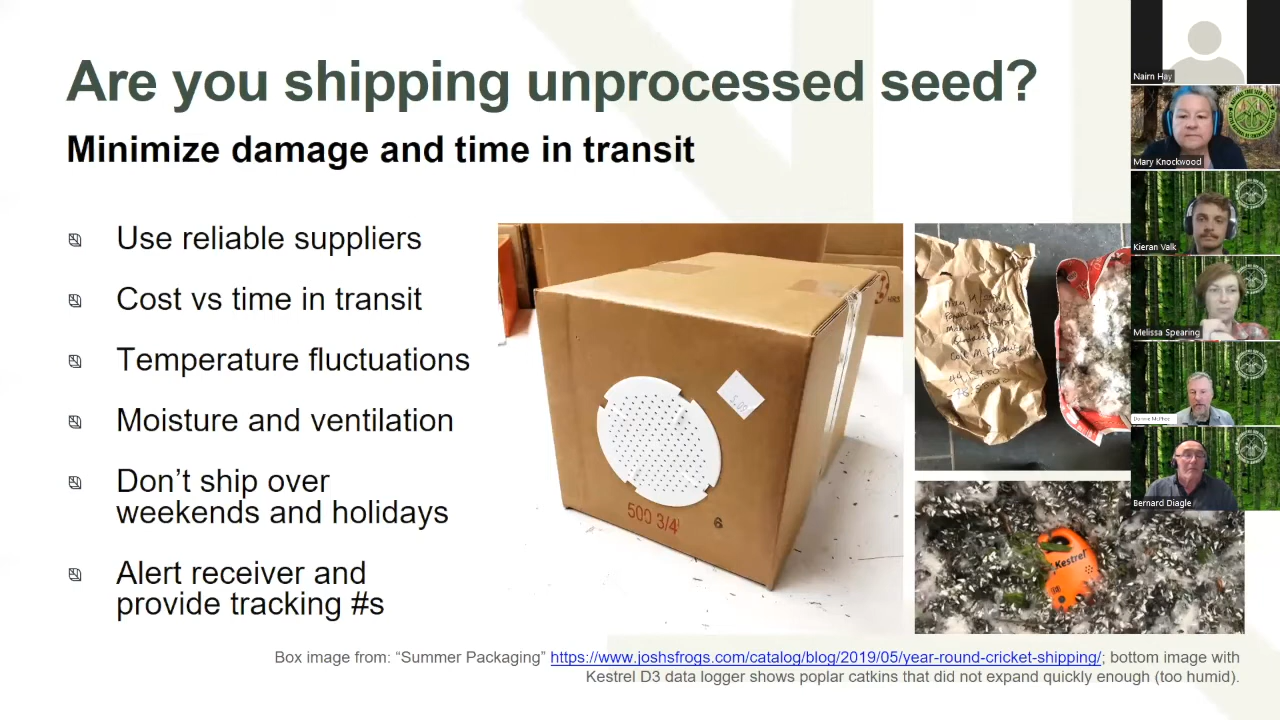 Are you shipping unprocessed seed?
Minimize damage and time in transit
Use reliable suppliers
Cost vs time in transit
Temperature fluctuations
Moisture and ventilation
Don’t ship over
weekends and holidays
Alert receiver and
provide tracking #s
500 3/4
6
Kestrel
Box image from: “Summer Packaging” https://www.joshsfrogs.com/catalog/blog/2019/05/year-round-cricket-shipping/; bottom image with
Kestrel D3 data logger shows poplar catkins that did not expand quickly enough (too humid).
Nairn Hay
Mary Knockwood
Kieran Valk
Melissa Spearing
Donnie McPhee
Bernard Diagle